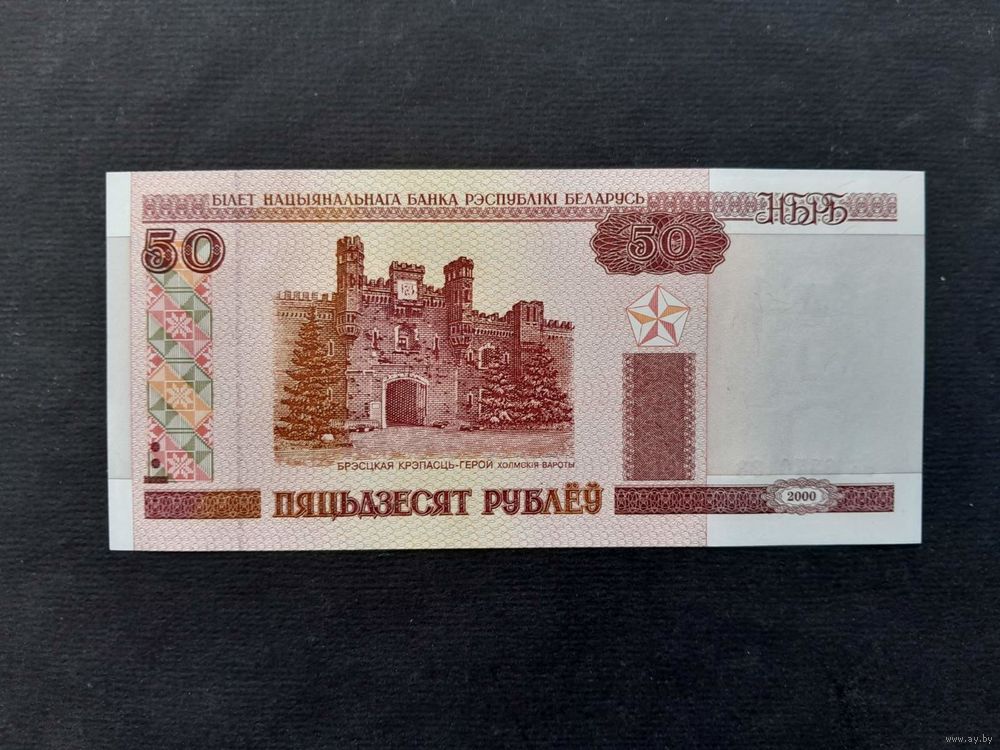 БІЛЕТ НАЦЫЯНАЛЬНАГА БАНКА РЭСПУБЛІКІ БЕЛАРУСЬ
НБРБ
50
50
БРЭСЦКАЯ КРЭПАСЦЬ-ГЕРОЙ ХОЛМСКІЯ ВАРОТЫ
ПЯЦЬДЗЕСЯТ РУБЛЁЎ
2000
www.ay.by